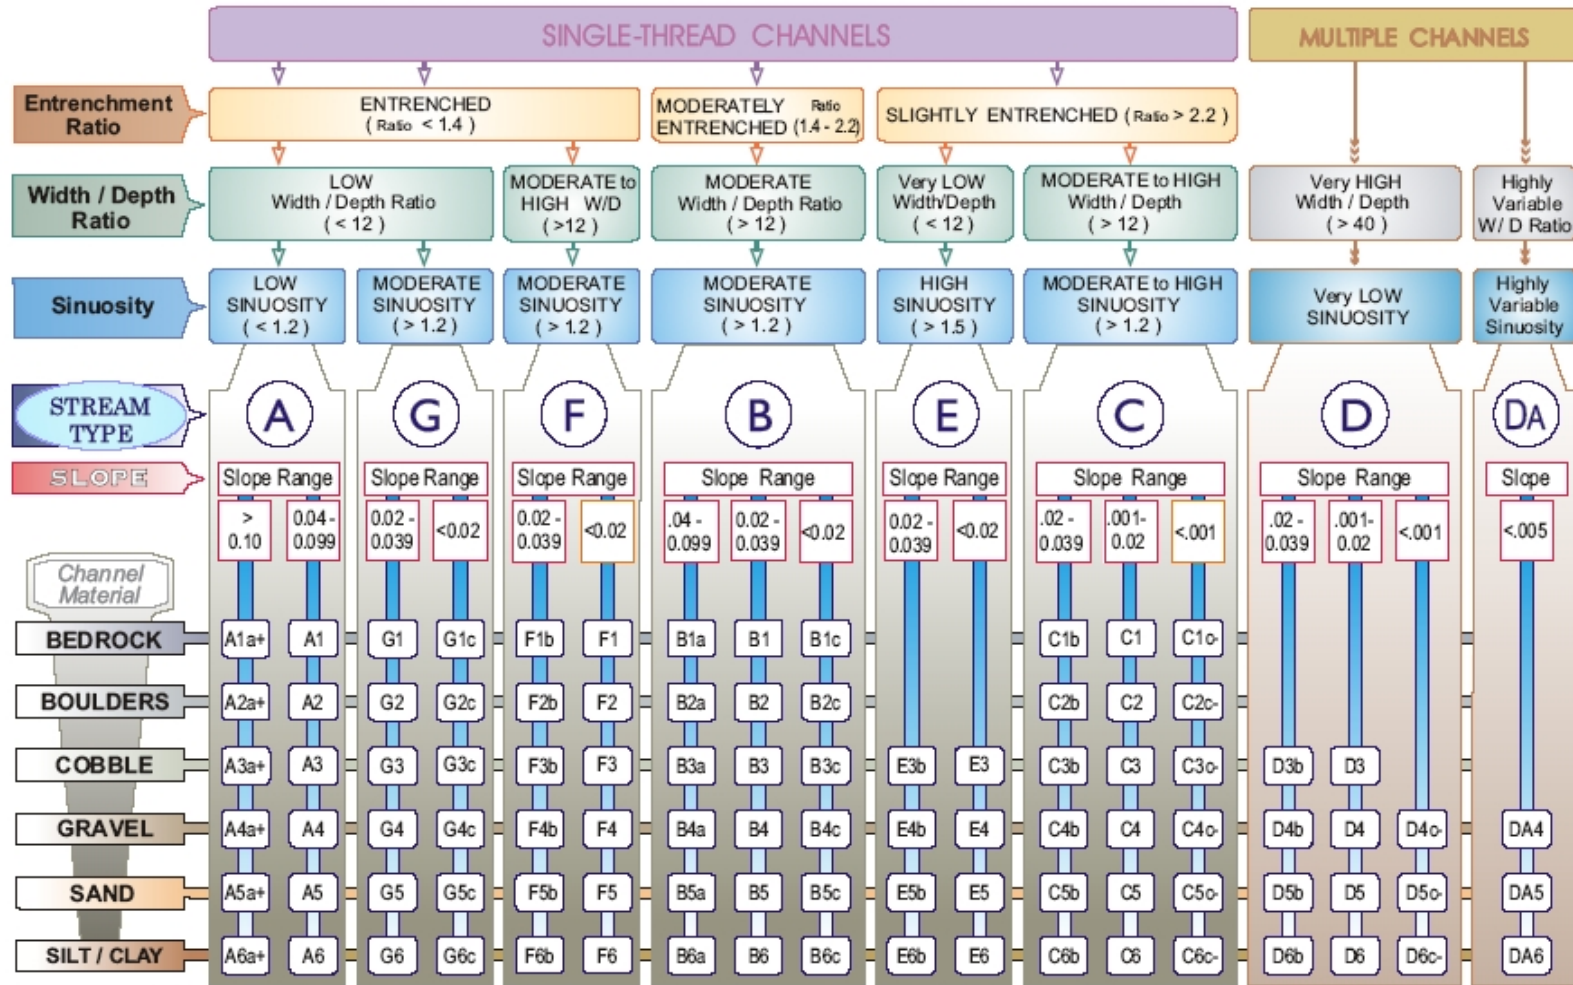 SINGLE-THREAD CHANNELS
MULTIPLE CHANNELS
Entrenchment
Ratio
ENTRENCHED
( Ratio < 1.4 )
MODERATELY Ratio
ENTRENCHED (1.4 - 2.2)
SLIGHTLY ENTRENCHED ( Ratio > 2.2 )
Width / Depth
Ratio
LOW
Width / Depth Ratio
( < 12 )
MODERATE to
HIGH W/D
( >12 )
MODERATE
Width / Depth Ratio
( > 12 )
Very LOW
Width/Depth
( < 12 )
MODERATE to HIGH
Width / Depth
( > 12 )
Very HIGH
Width / Depth
( > 40 )
Highly
Variable
W/ D Ratio
Sinuosity
LOW
SINUOSITY
( < 1.2 )
MODERATE
SINUOSITY
( > 1.2 )
MODERATE
SINUOSITY
( > 1.2 )
MODERATE
SINUOSITY
( > 1.2 )
HIGH
SINUOSITY
( > 1.5 )
MODERATE to HIGH
SINUOSITY
( > 1.2 )
Very LOW
SINUOSITY
Highly
Variable
Sinuosity
STREAM
TYPE
A G F B E C D DA
SLOPE
Slope Range Slope Range Slope Range Slope Range Slope Range Slope Range Slope Range Slope
>
0.10
0.04 -
0.099
0.02 -
0.039
<0.02
0.02 -
0.039
<0.02
.04 -
0.099
0.02 -
0.039
<0.02
0.02 -
0.039
<0.02
.02 -
0.039
.001-
0.02
<.001
.02 -
0.039
.001-
0.02
<.001
<.005
Channel
Material
BEDROCK A1a+ A1 G1 G1c F1b F1 B1a B1 B1c C1b C1 C1c-
BOULDERS A2a+ A2 G2 G2c F2b F2 B2a B2 B2c C2b C2 C2c-
COBBLE A3a+ A3 G3 G3c F3b F3 B3a B3 B3c E3b E3 C3b C3 C3c- D3b D3
GRAVEL A4a+ A4 G4 G4c F4b F4 B4a B4 B4c E4b E4 C4b C4 C4c- D4b D4 D4c- DA4
SAND A5a+ A5 G5 G5c F5b F5 B5a B5 B5c E5b E5 C5b C5 C5c- D5b D5 D5c- DA5
SILT / CLAY A6a+ A6 G6 G6c F6b F6 B6a B6 B6c E6b E6 C6b C6 C6c- D6b D6 D6c- DA6